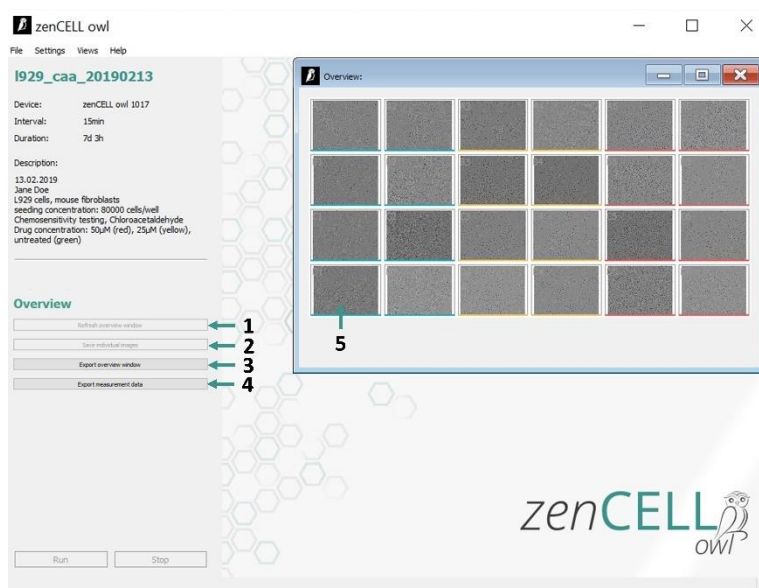 zenCELL owl
File Settings Views Help
l929_caa_20190213
Device: zenCELL owl 1017
Interval: 15min
Duration: 7d 3h
Description:
13.02.2019
Jane Doe
L929 cells, mouse fibroblasts
seeding concentration: 80000 cells/well
Chemosensitivity testing, Chloroacetaldehyde
Drug concentration: 50µM (red), 25µM (yellow),
untreated (green)
Overview
Refresh overview window
1
Save individual images
2
Export overview window
3
Export measurement data
4
Run Stop
Overview:
5
zenCELL
owl